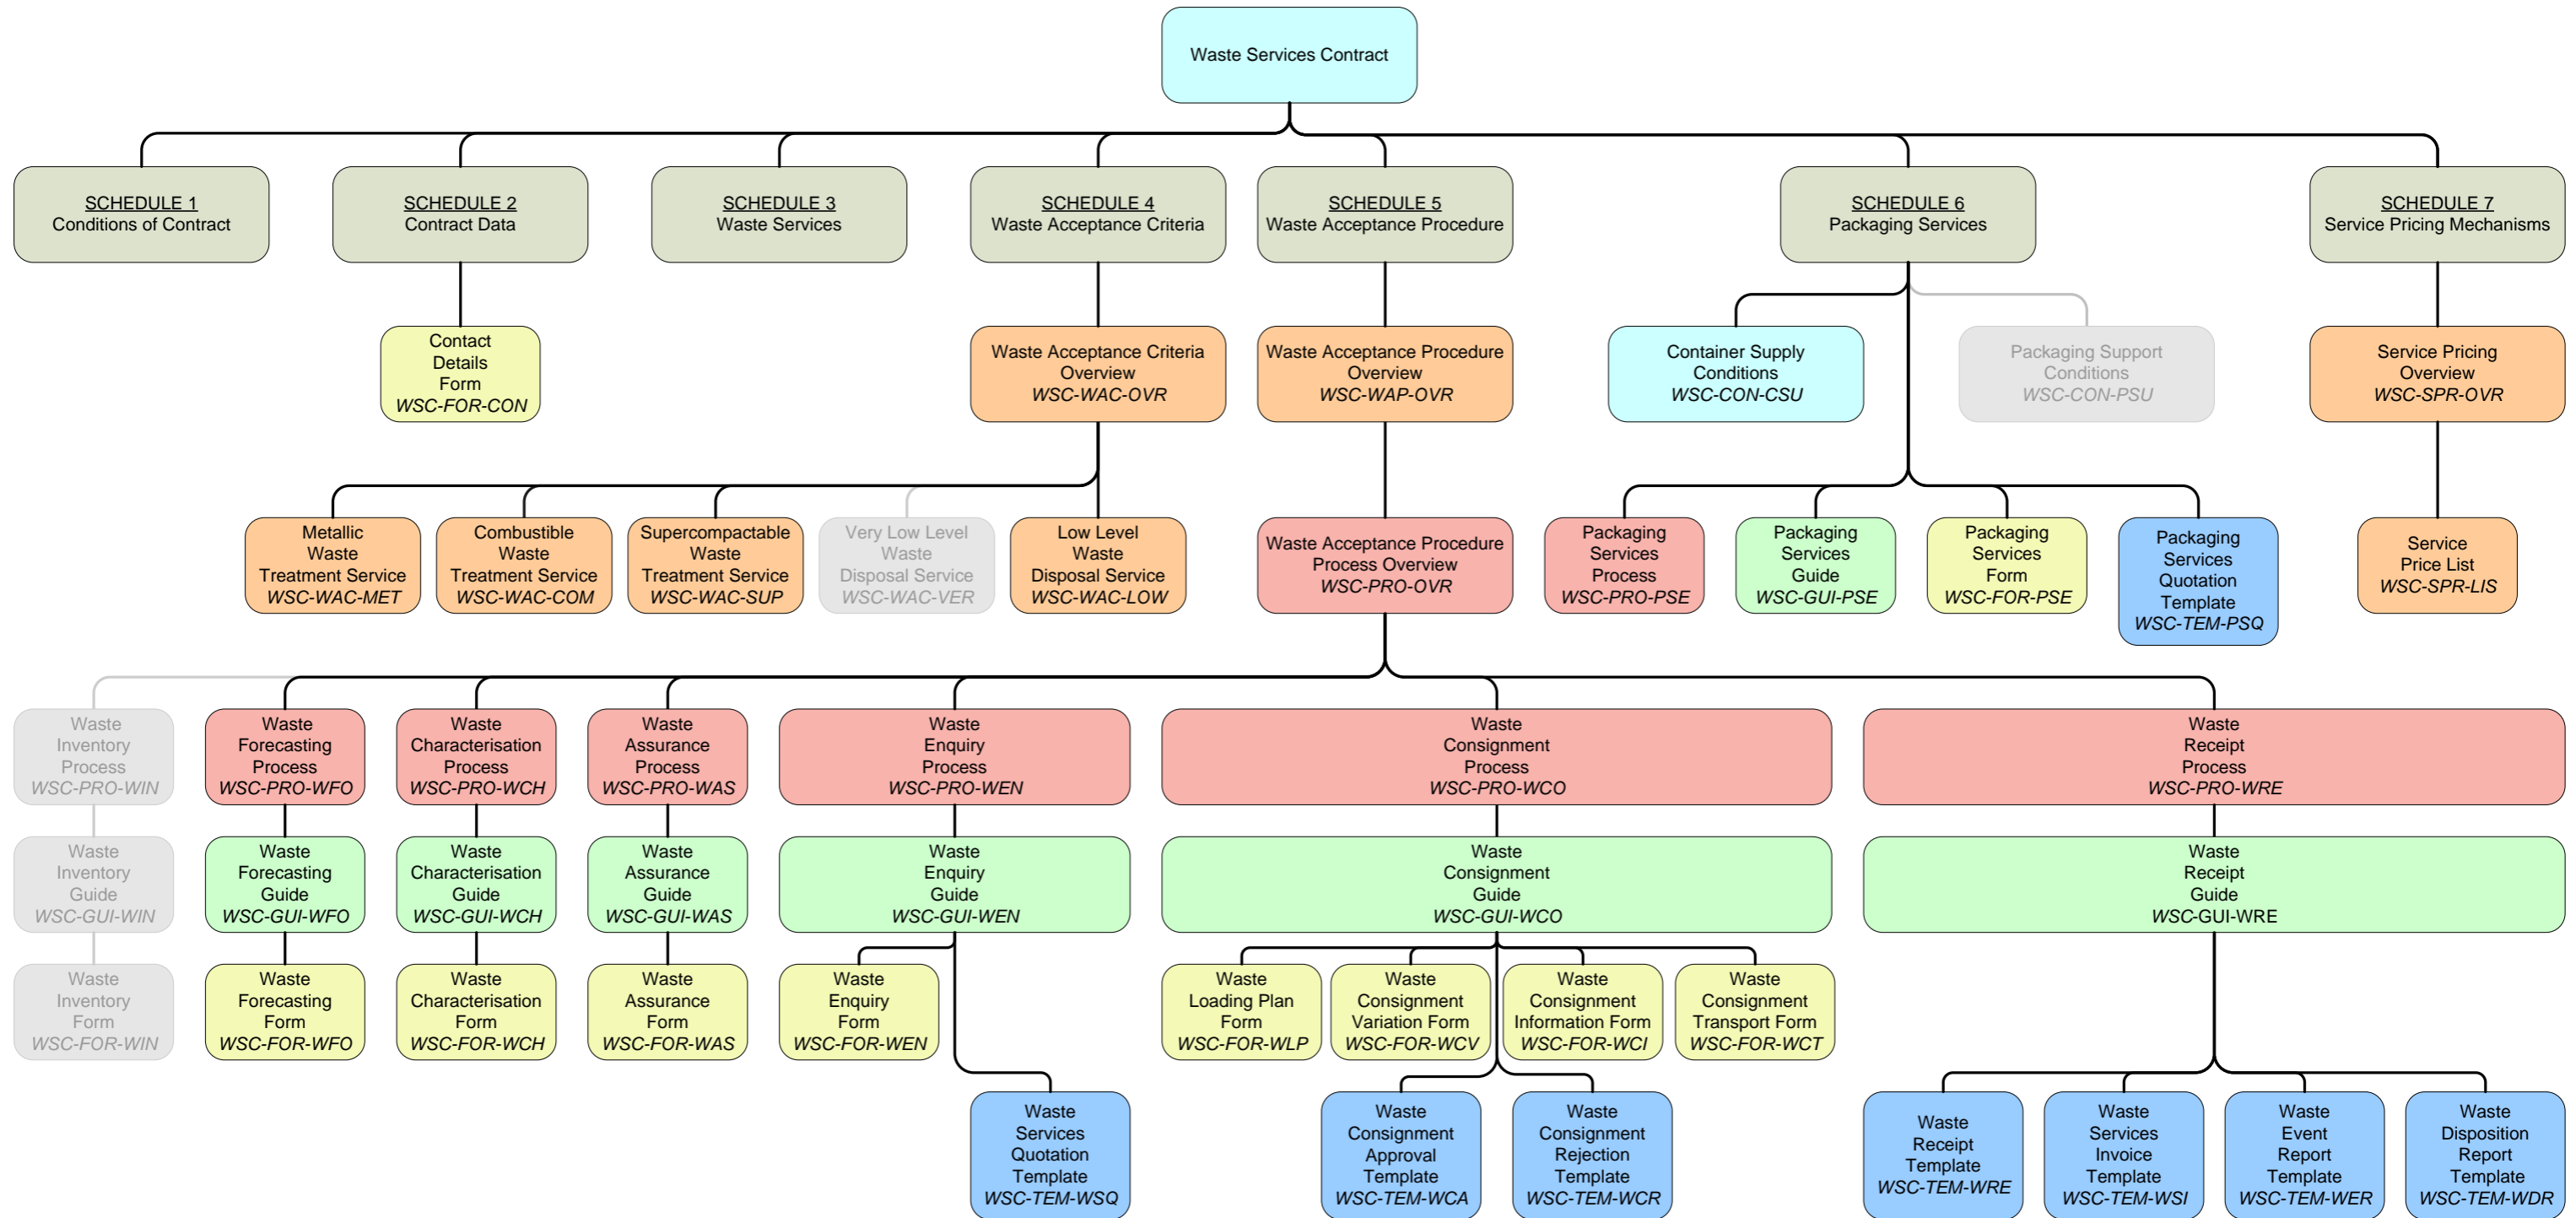 Waste Services Contract
SCHEDULE 1
Conditions of Contract
SCHEDULE 2
Contract Data
SCHEDULE 3
Waste Services
SCHEDULE 4
Waste Acceptance Criteria
SCHEDULE 5
Waste Acceptance Procedure
SCHEDULE 6
Packaging Services
SCHEDULE 7
Service Pricing Mechanisms
Contact
Details
Form
WSC-FOR-CON
Waste Acceptance Criteria
Overview
WSC-WAC-OVR
Waste Acceptance Procedure
Overview
WSC-WAP-OVR
Container Supply
Conditions
WSC-CON-CSU
Packaging Support
Conditions
WSC-CON-PSU
Service Pricing
Overview
WSC-SPR-OVR
Metallic
Waste
Treatment Service
WSC-WAC-MET
Combustible
Waste
Treatment Service
WSC-WAC-COM
Supercompactable
Waste
Treatment Service
WSC-WAC-SUP
Very Low Level
Waste
Disposal Service
WSC-WAC-VER
Low Level
Waste
Disposal Service
WSC-WAC-LOW
Waste Acceptance Procedure
Process Overview
WSC-PRO-OVR
Packaging
Services
Process
WSC-PRO-PSE
Packaging
Services
Guide
WSC-GUI-PSE
Packaging
Services
Form
WSC-FOR-PSE
Packaging
Services
Quotation
Template
WSC-TEM-PSQ
Service
Price List
WSC-SPR-LIS
Waste
Inventory
Process
WSC-PRO-WIN
Waste
Forecasting
Process
WSC-PRO-WFO
Waste
Characterisation
Process
WSC-PRO-WCH
Waste
Assurance
Process
WSC-PRO-WAS
Waste
Enquiry
Process
WSC-PRO-WEN
Waste
Consignment
Process
WSC-PRO-WCO
Waste
Receipt
Process
WSC-PRO-WRE
Waste
Inventory
Guide
WSC-GUI-WIN
Waste
Forecasting
Guide
WSC-GUI-WFO
Waste
Characterisation
Guide
WSC-GUI-WCH
Waste
Assurance
Guide
WSC-GUI-WAS
Waste
Enquiry
Guide
WSC-GUI-WEN
Waste
Consignment
Guide
WSC-GUI-WCO
Waste
Receipt
Guide
WSC-GUI-WRE
Waste
Inventory
Form
WSC-FOR-WIN
Waste
Forecasting
Form
WSC-FOR-WFO
Waste
Characterisation
Form
WSC-FOR-WCH
Waste
Assurance
Form
WSC-FOR-WAS
Waste
Enquiry
Form
WSC-FOR-WEN
Waste
Loading Plan
Form
WSC-FOR-WLP
Waste
Consignment
Variation Form
WSC-FOR-WCV
Waste
Consignment
Information Form
WSC-FOR-WCI
Waste
Consignment
Transport Form
WSC-FOR-WCT
Waste
Services
Quotation
Template
WSC-TEM-WSQ
Waste
Consignment
Approval
Template
WSC-TEM-WCA
Waste
Consignment
Rejection
Template
WSC-TEM-WCR
Waste
Receipt
Template
WSC-TEM-WRE
Waste
Services
Invoice
Template
WSC-TEM-WSI
Waste
Event
Report
Template
WSC-TEM-WER
Waste
Disposition
Report
Template
WSC-TEM-WDR